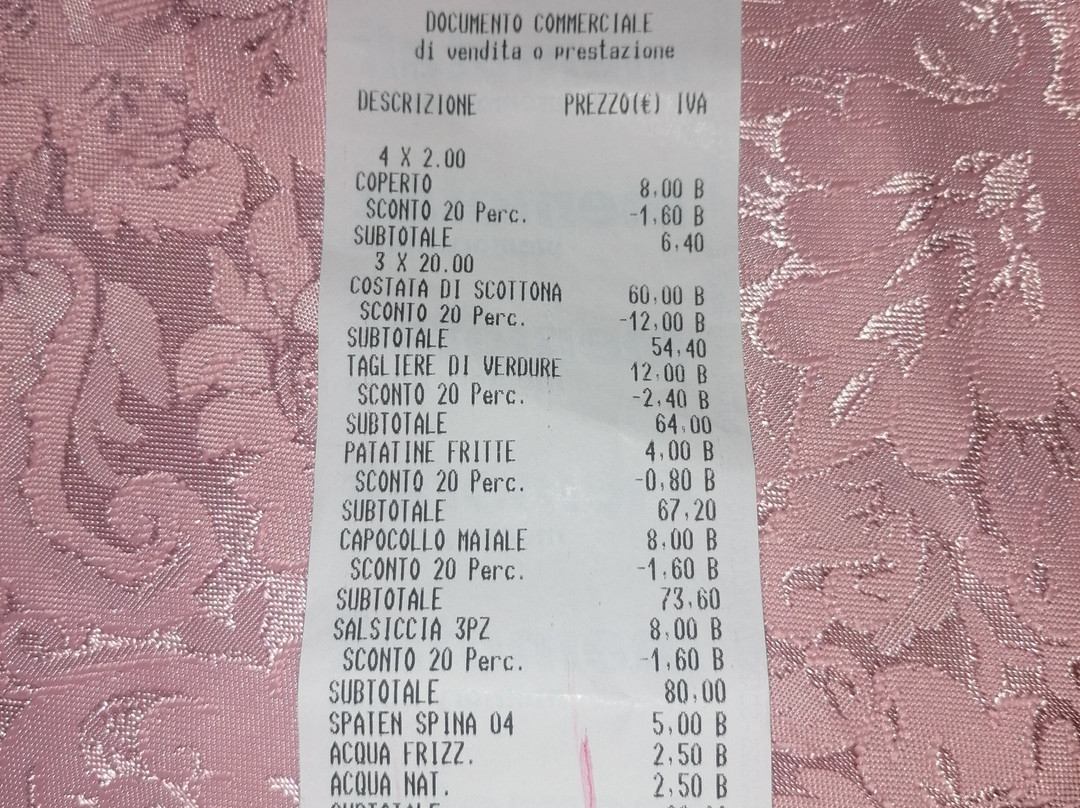 DOCUMENTO COMMERCIALE
di vendita o prestazione
DESCRIZIONE PREZZO(€) IVA
4 X 2.00
COPERTO 8,00 B
SCONTO 20 Perc. -1,60 B
SUBTOTALE 6,40
3 X 20.00
COSTATA DI SCOTTONA 60,00 B
SCONTO 20 Perc. -12,00 B
SUBTOTALE 54,40
TAGLIERE DI VERDURE 12,00 B
SCONTO 20 Perc. -2,40 B
SUBTOTALE 64,00
PATATINE FRITTE 4,00 B
SCONTO 20 Perc. -0,80 B
SUBTOTALE 67,20
CAPOCOLLO MAIALE 8,00 B
SCONTO 20 Perc. -1,60 B
SUBTOTALE 73,60
SALSICCIA 3PZ 8,00 B
SCONTO 20 Perc. -1,60 B
SUBTOTALE 80,00
SPATEN SPINA 04 5,00 B
ACQUA FRIZZ. 2,50 B
ACQUA NAT. 2,50 B
SUBTOTALE